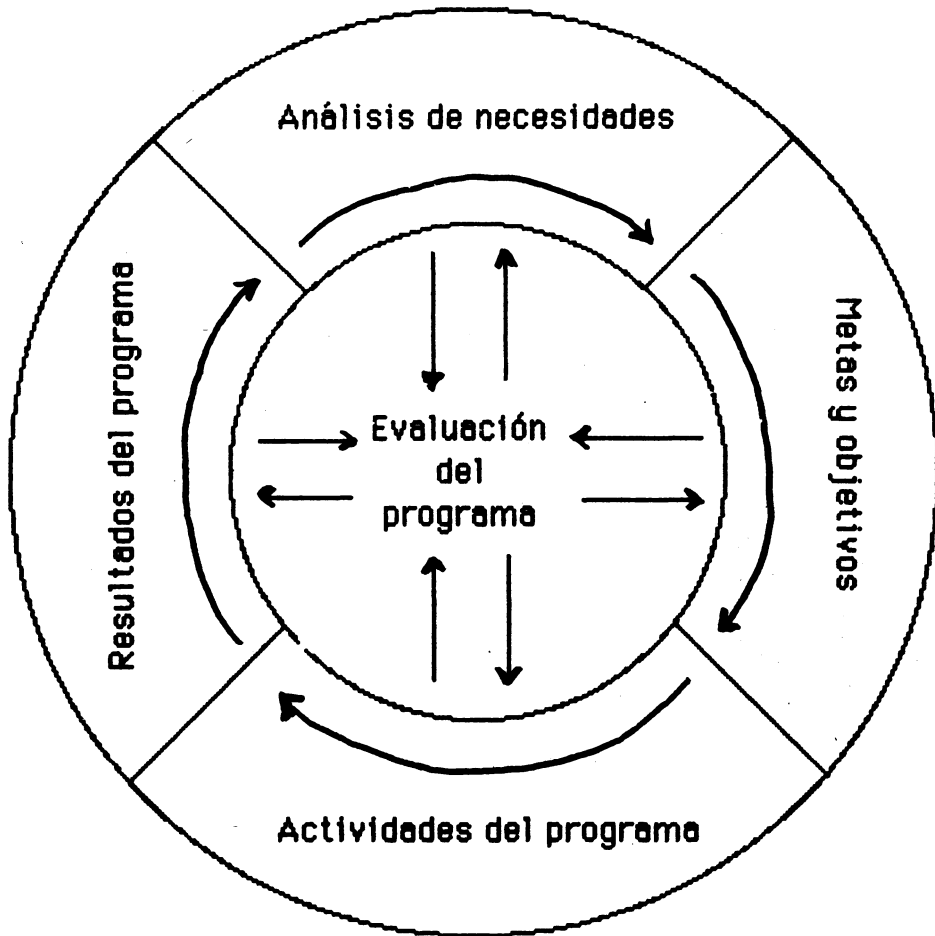 Análisis de necesidades
Metas y objetivos
Actividades del programa
Resultados del programa
Evaluación
del
programa